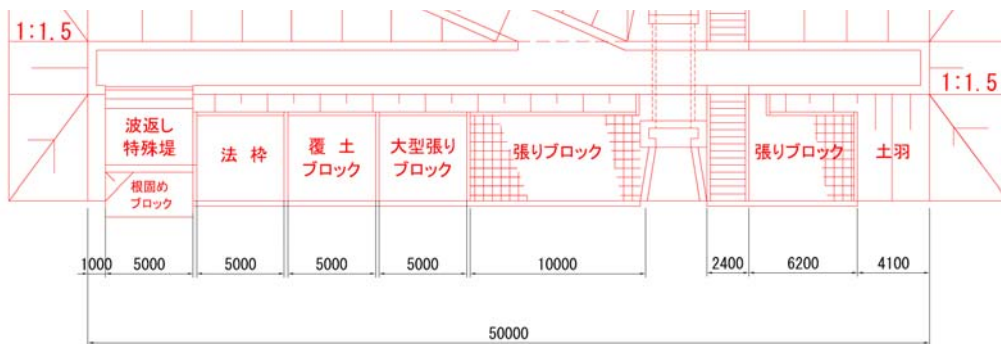 1:1.5
1:1.5
波返し
特殊堤
法 枠
覆 土
ブロック
大型張り
ブロック
張りブロック
張りブロック
土羽
根固め
ブロック
1000
5000
5000
5000
5000
10000
2400
6200
4100
50000